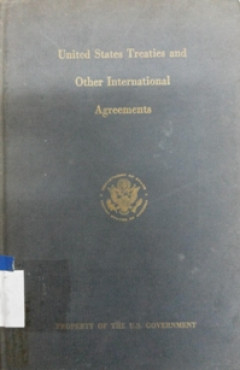 United States Treaties and
Other International
Agreements
PROPERTY OF THE U.S. GOVERNMENT